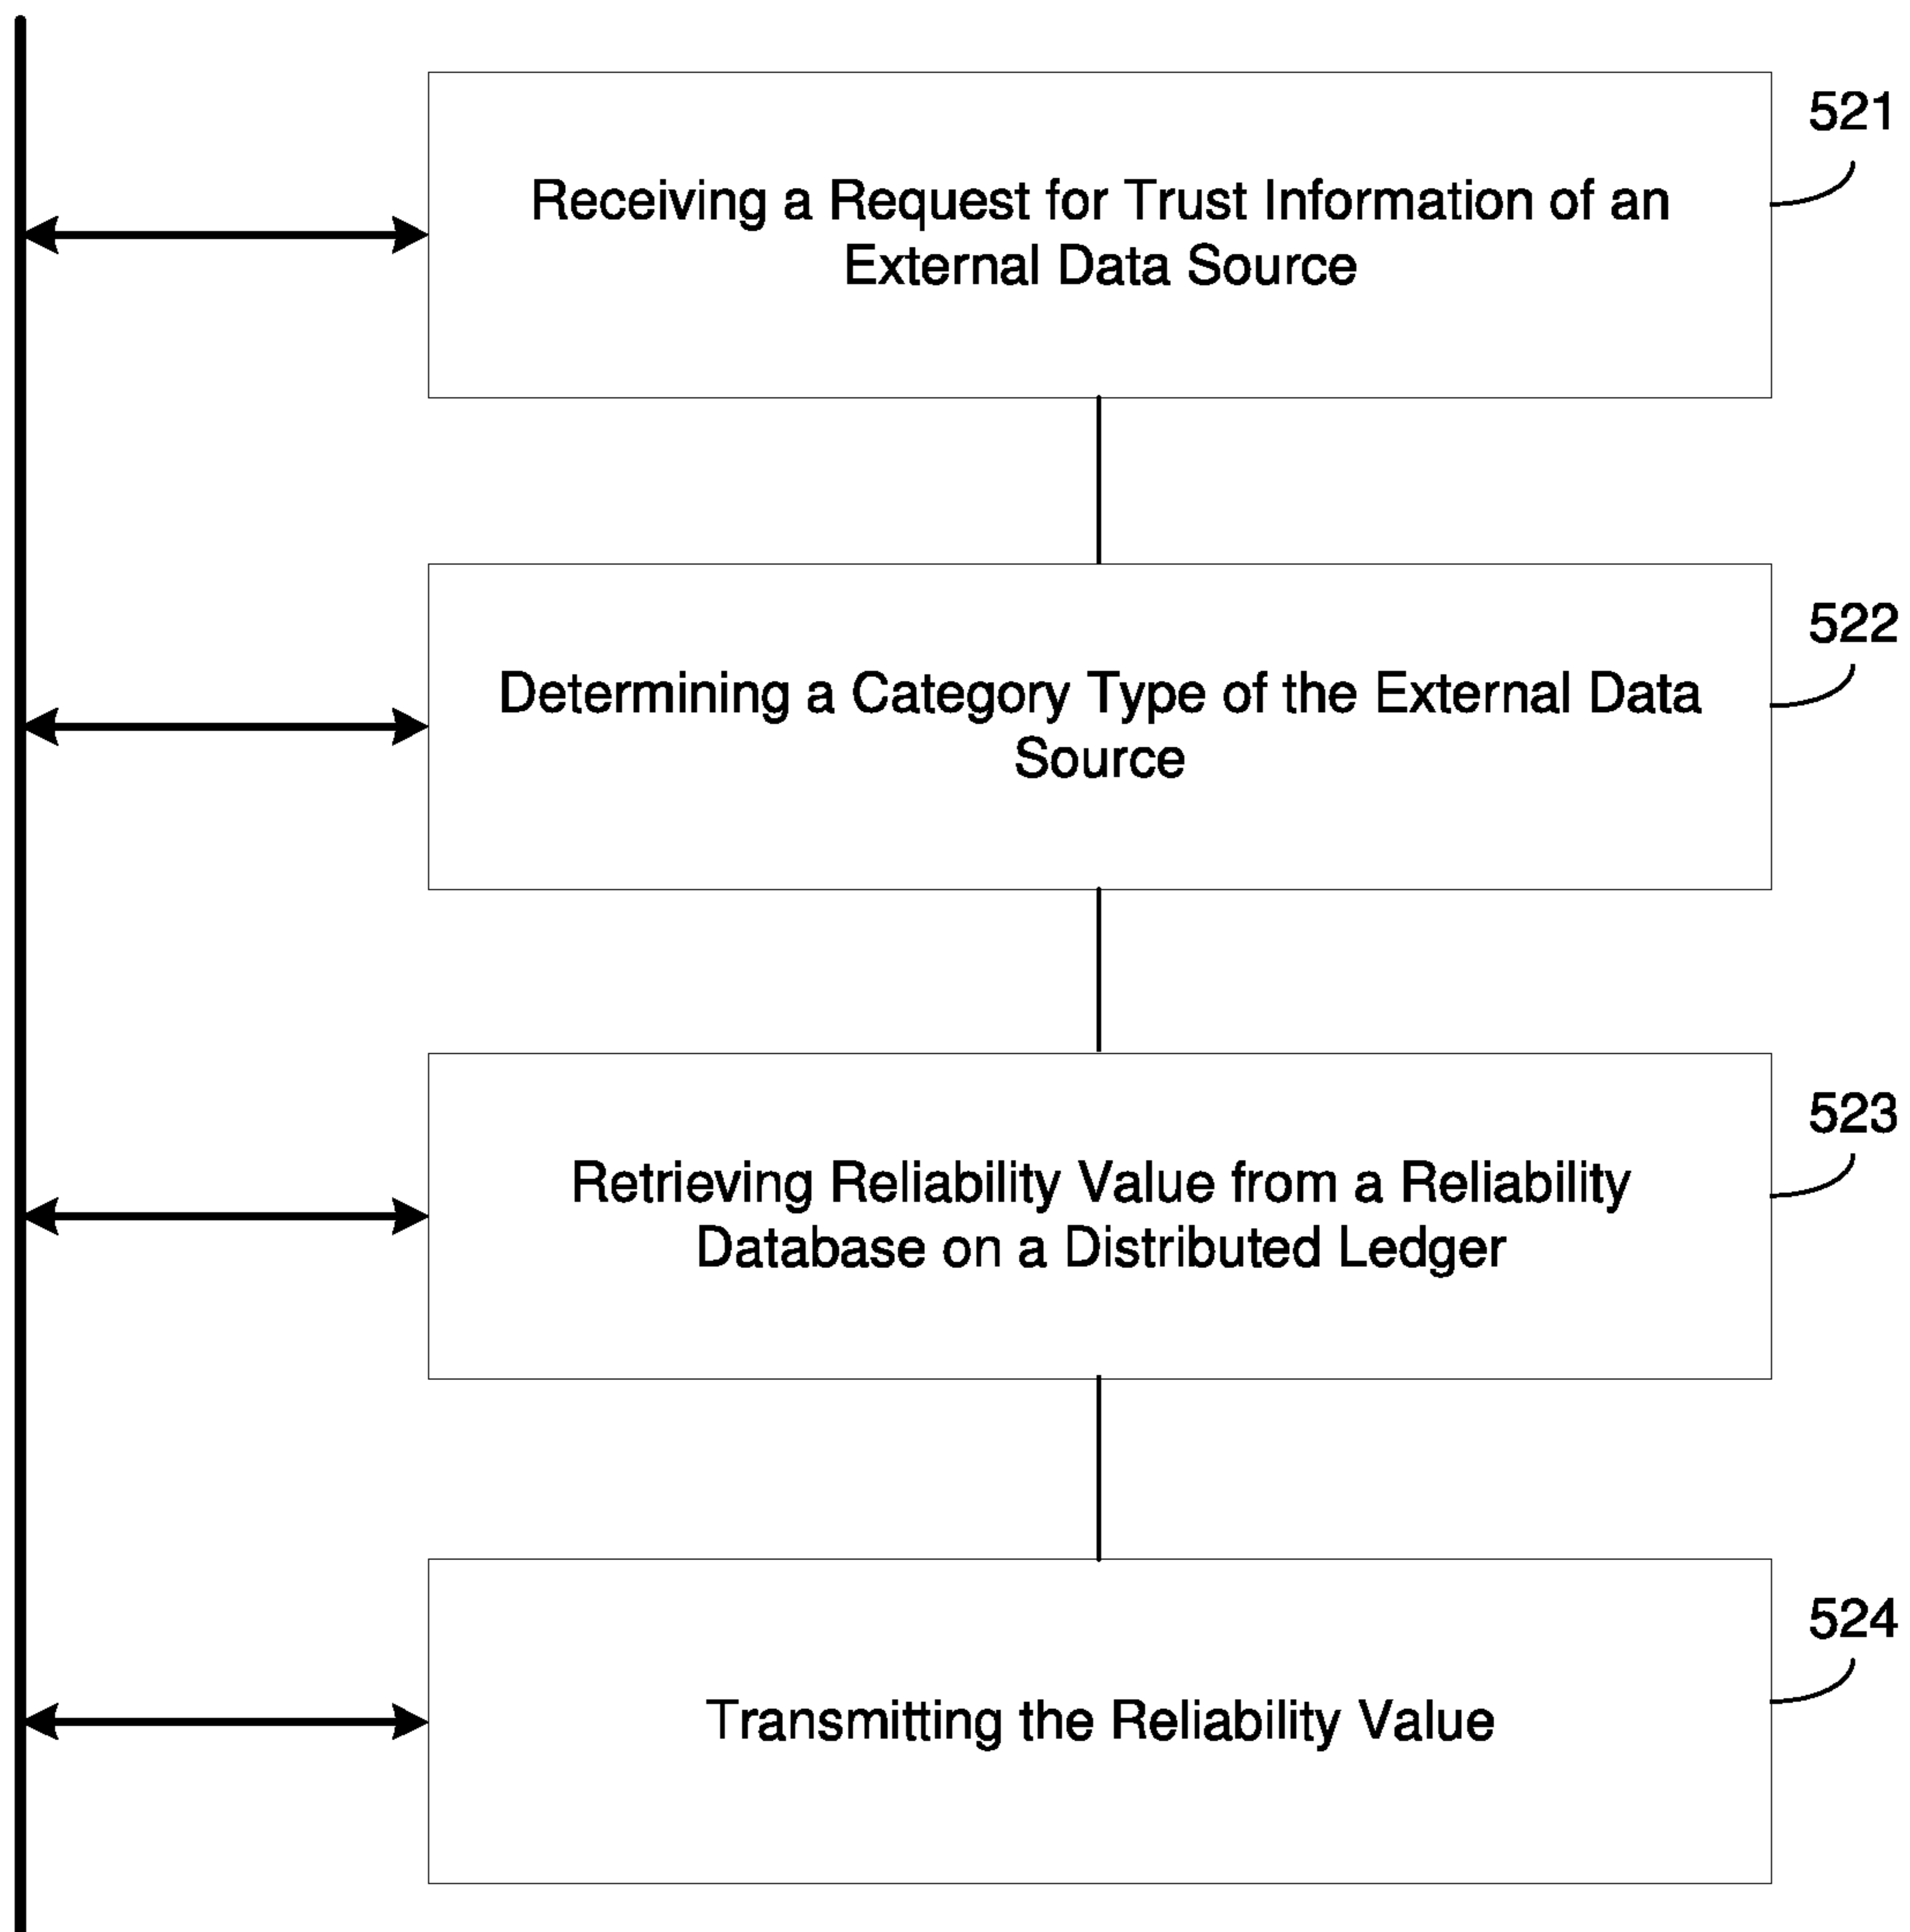 521
Receiving a Request for Trust Information of an
External Data Source
522
Determining a Category Type of the External Data
Source
523
Retrieving Reliability Value from a Reliability
Database on a Distributed Ledger
524
Transmitting the Reliability Value